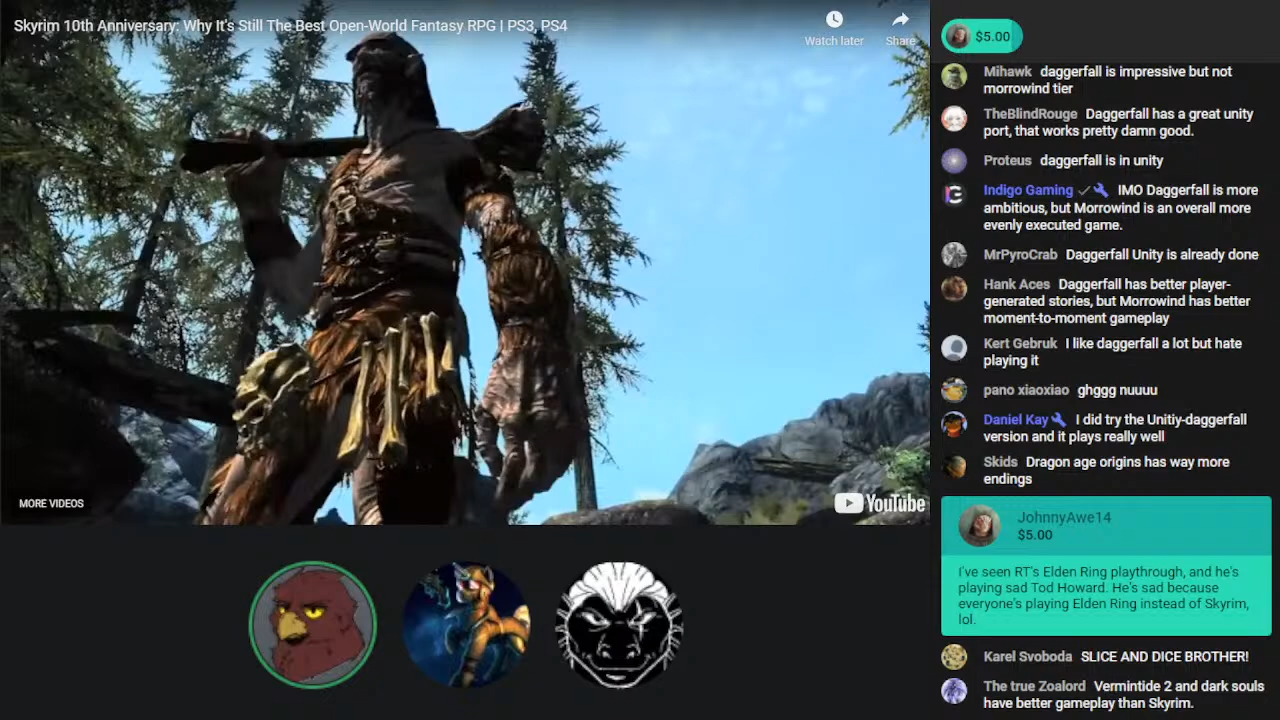 Skyrim 10th Anniversary: Why It's Still The Best Open-World Fantasy RPG | PS3, PS4
Watch later
Share
MORE VIDEOS
YouTube
$5.00
Mihawk daggerfall is impressive but not
morrowind tier
TheBlindRouge Daggerfall has a great unity
port, that works pretty damn good.
Proteus daggerfall is in unity
Indigo Gaming IMO Daggerfall is more
ambitious, but Morrowind is an overall more
evenly executed game.
MrPyroCrab Daggerfall Unity is already done
Hank Aces Daggerfall has better player-
generated stories, but Morrowind has better
moment-to-moment gameplay
Kert Gebruk I like daggerfall a lot but hate
playing it
pano xiaoxiao ghggg nuuuu
Daniel Kay I did try the Unitiy-daggerfall
version and it plays really well
Skids Dragon age origins has way more
endings
JohnnyAwe14
$5.00
I've seen RT's Elden Ring playthrough, and he's
playing sad Tod Howard. He's sad because
everyone's playing Elden Ring instead of Skyrim,
lol.
Karel Svoboda SLICE AND DICE BROTHER!
The true Zoalord Vermintide 2 and dark souls
have better gameplay than Skyrim.